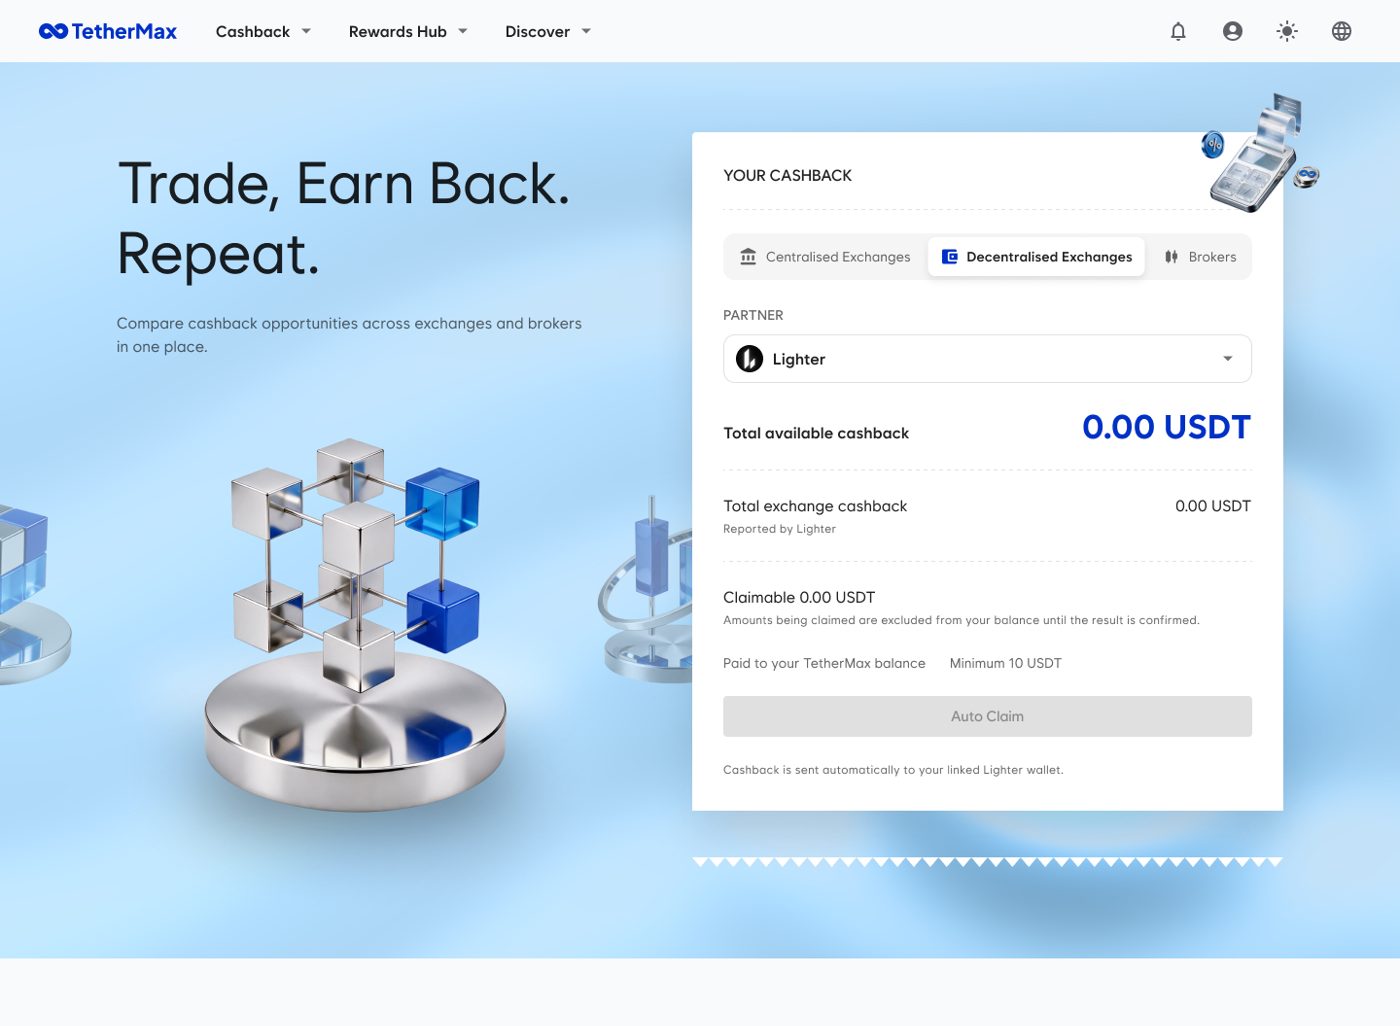 TetherMax
Cashback
Rewards Hub
Discover
Trade, Earn Back.
Repeat.
Compare cashback opportunities across exchanges and brokers
in one place.
YOUR CASHBACK
Centralised Exchanges
Decentralised Exchanges
Brokers
PARTNER
Lighter
Total available cashback
0.00 USDT
Total exchange cashback
0.00 USDT
Reported by Lighter
Claimable 0.00 USDT
Amounts being claimed are excluded from your balance until the result is confirmed.
Paid to your TetherMax balance
Minimum 10 USDT
Auto Claim
Cashback is sent automatically to your linked Lighter wallet.